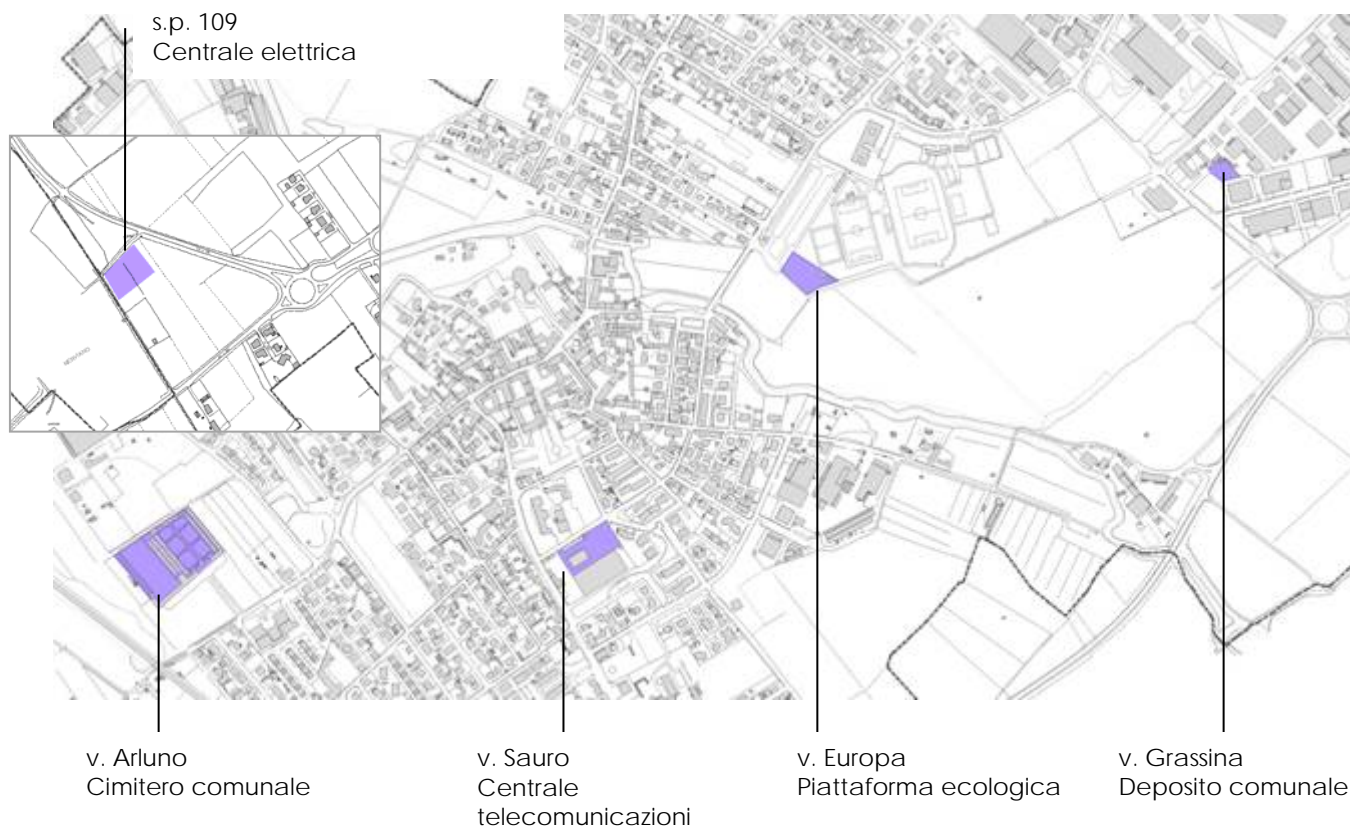 s.p. 109
Centrale elettrica
v. Arluno
Cimitero comunale
v. Sauro
Centrale
telecomunicazioni
v. Europa
Piattaforma ecologica
v. Grassina
Deposito comunale